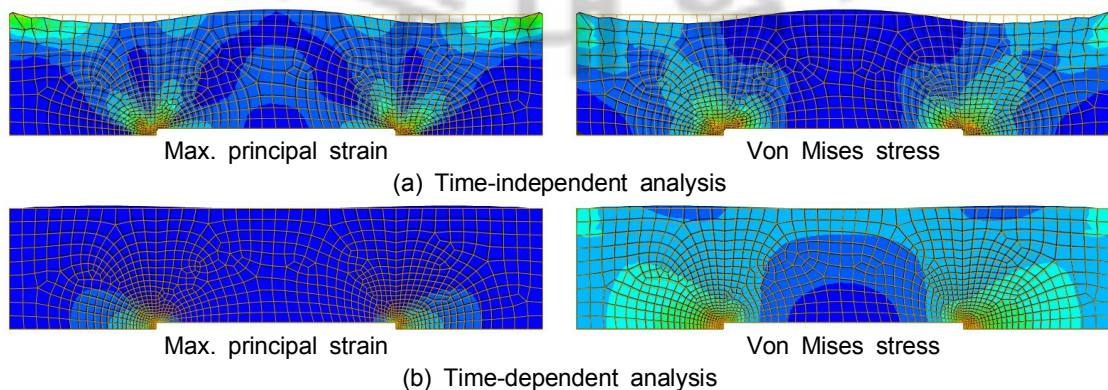 Max. principal strain
Von Mises stress
(a) Time-independent analysis
Max. principal strain
Von Mises stress
(b) Time-dependent analysis